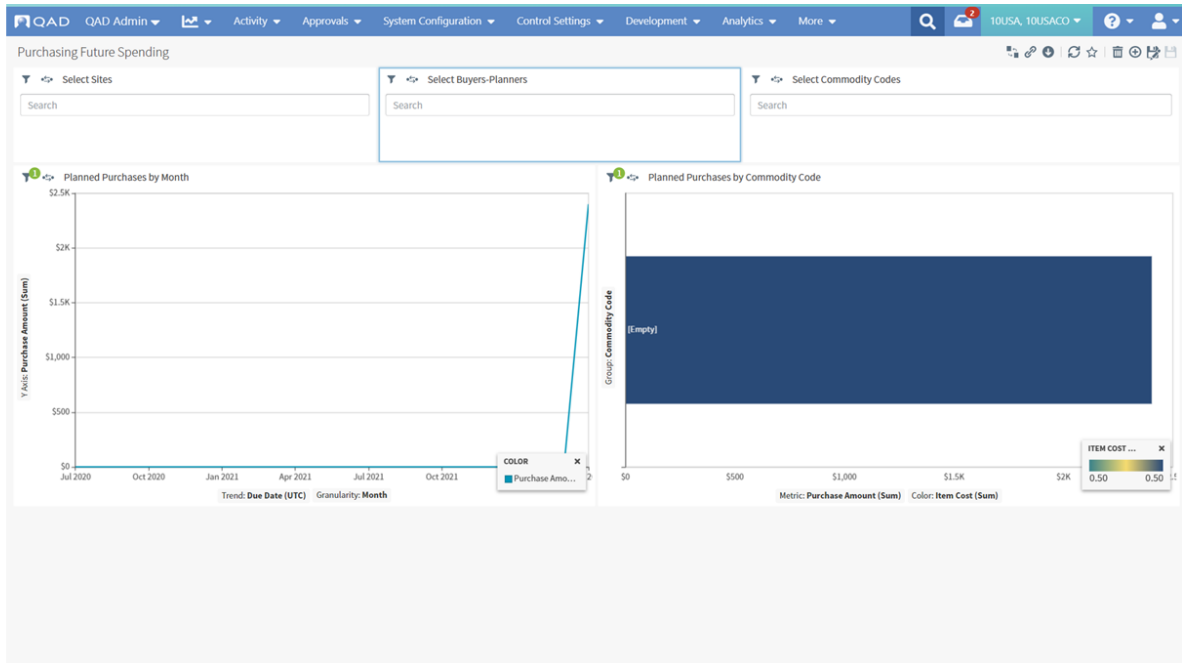 QAD QAD Admin Activity Approvals System Configuration Control Settings Development Analytics More 2 10USA, 10USACO ?
Purchasing Future Spending
Select Sites Select Buyers-Planners Select Commodity Codes
Search Search Search
1 Planned Purchases by Month
$2.5K
$2K
$1.5K
$1,000
$500
$0
Y Axis: Purchase Amount (Sum)
Jul 2020 Oct 2020 Jan 2021 Apr 2021 Jul 2021 Oct 2021
COLOR x
Purchase Amo...
Trend: Due Date (UTC) Granularity: Month
1 Planned Purchases by Commodity Code
Group: Commodity Code
[Empty]
$0 $500 $1,000 $1.5K $2K
ITEM COST ... x
0.50 0.50
Metric: Purchase Amount (Sum) Color: Item Cost (Sum)